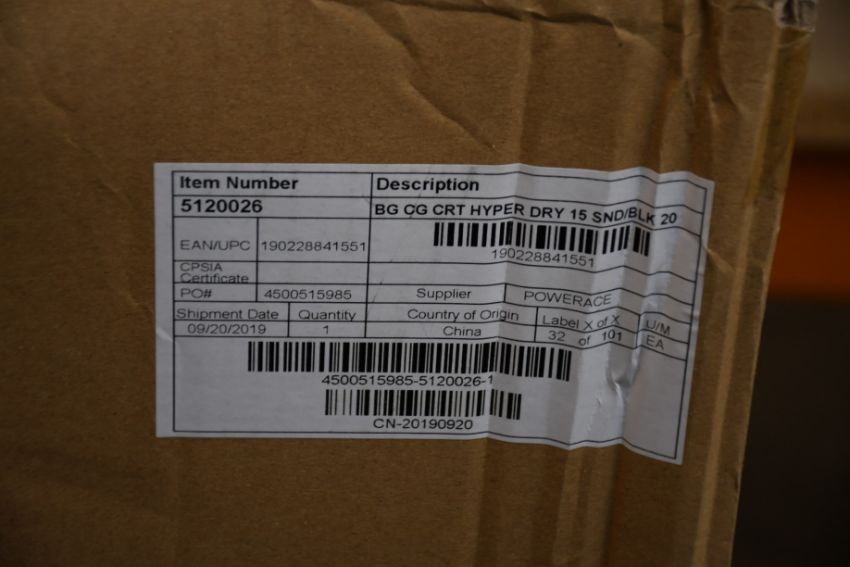 Item Number Description
5120026 BG CG CRT HYPER DRY 15 SND/BLK 20
EAN/UPC 190228841551
190228841551
CPSIA
Certificate
PO# 4500515985 Supplier POWERACE
Shipment Date Quantity Country of Origin Label X of X U/M
09/20/2019 1 China 32 of 101 EA
4500515985-5120026-1
CN-20190920